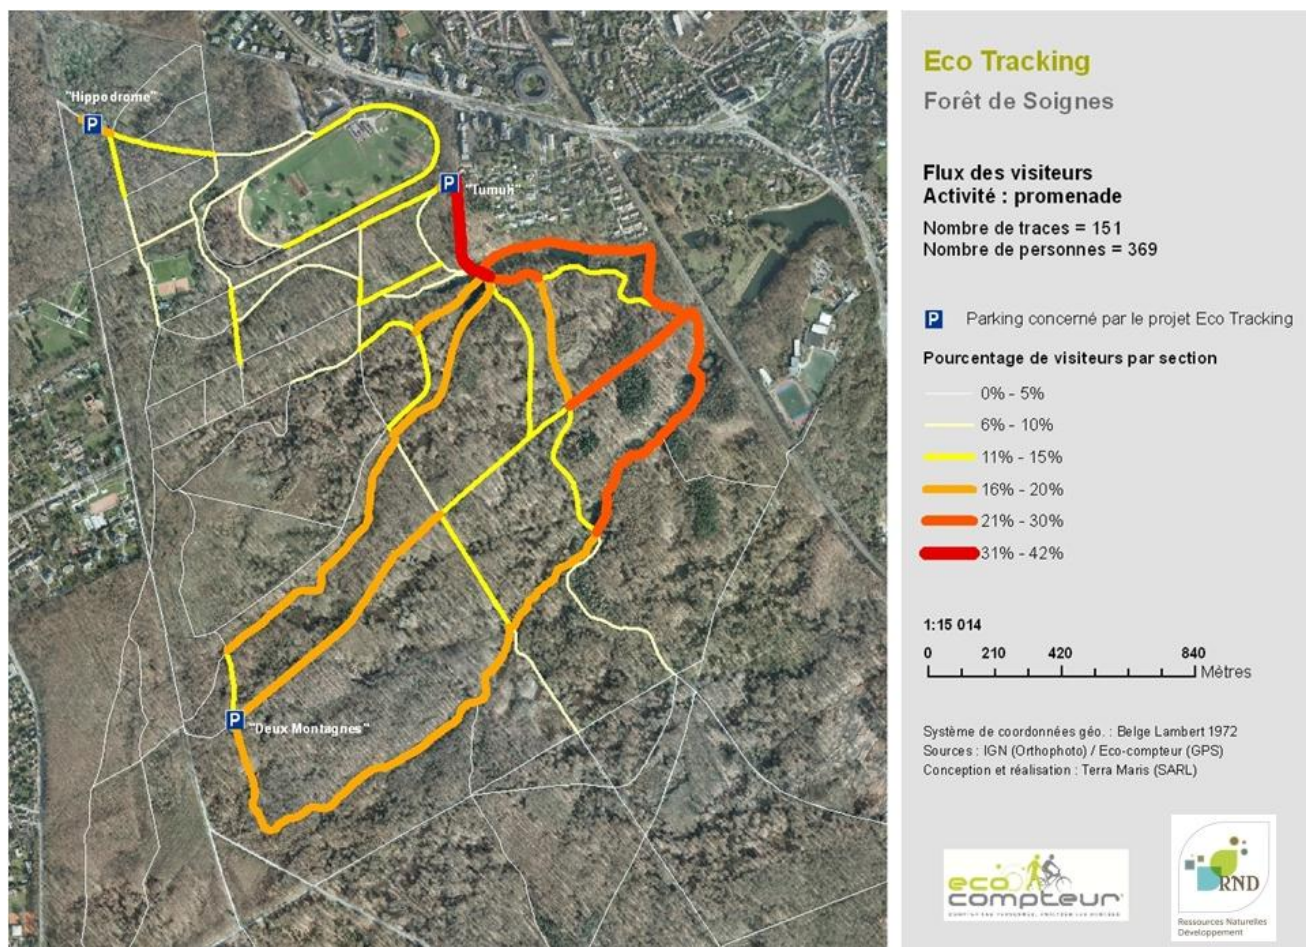 "Hippodrome"
P
P
"Tumuli"
P
"Deux Montagnes"
Eco Tracking
Forêt de Soignes
Flux des visiteurs
Activité : promenade
Nombre de traces = 151
Nombre de personnes = 369
P Parking concerné par le projet Eco Tracking
Pourcentage de visiteurs par section
0% - 5%
6% - 10%
11% - 15%
16% - 20%
21% - 30%
31% - 42%
1:15 014
0 210 420 840
Mètres
Système de coordonnées géo. : Belge Lambert 1972
Sources : IGN (Orthophoto) / Eco-compteur (GPS)
Conception et réalisation : Terra Maris (SARL)
eco
compteur
RND
Ressources Naturelles
Développement